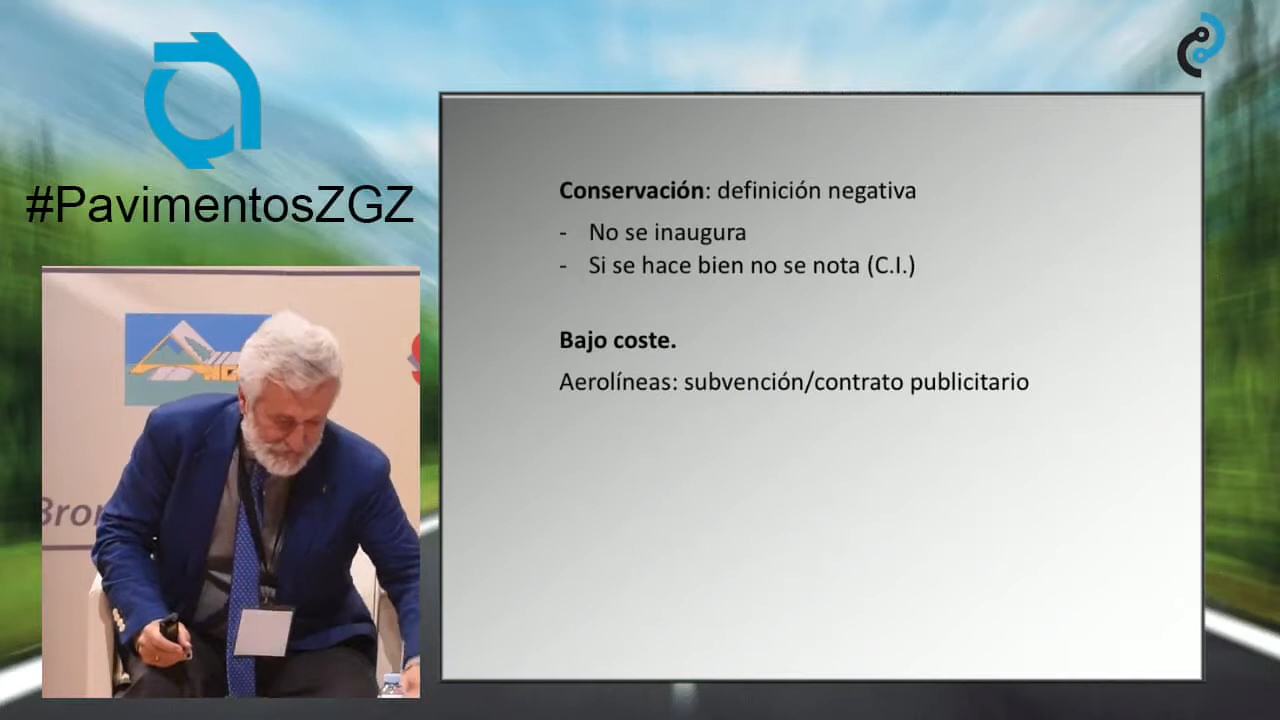 #PavimentosZGZ
Conservación: definición negativa
- No se inaugura
- Si se hace bien no se nota (C.I.)
Bajo coste.
Aerolíneas: subvención/contrato publicitario